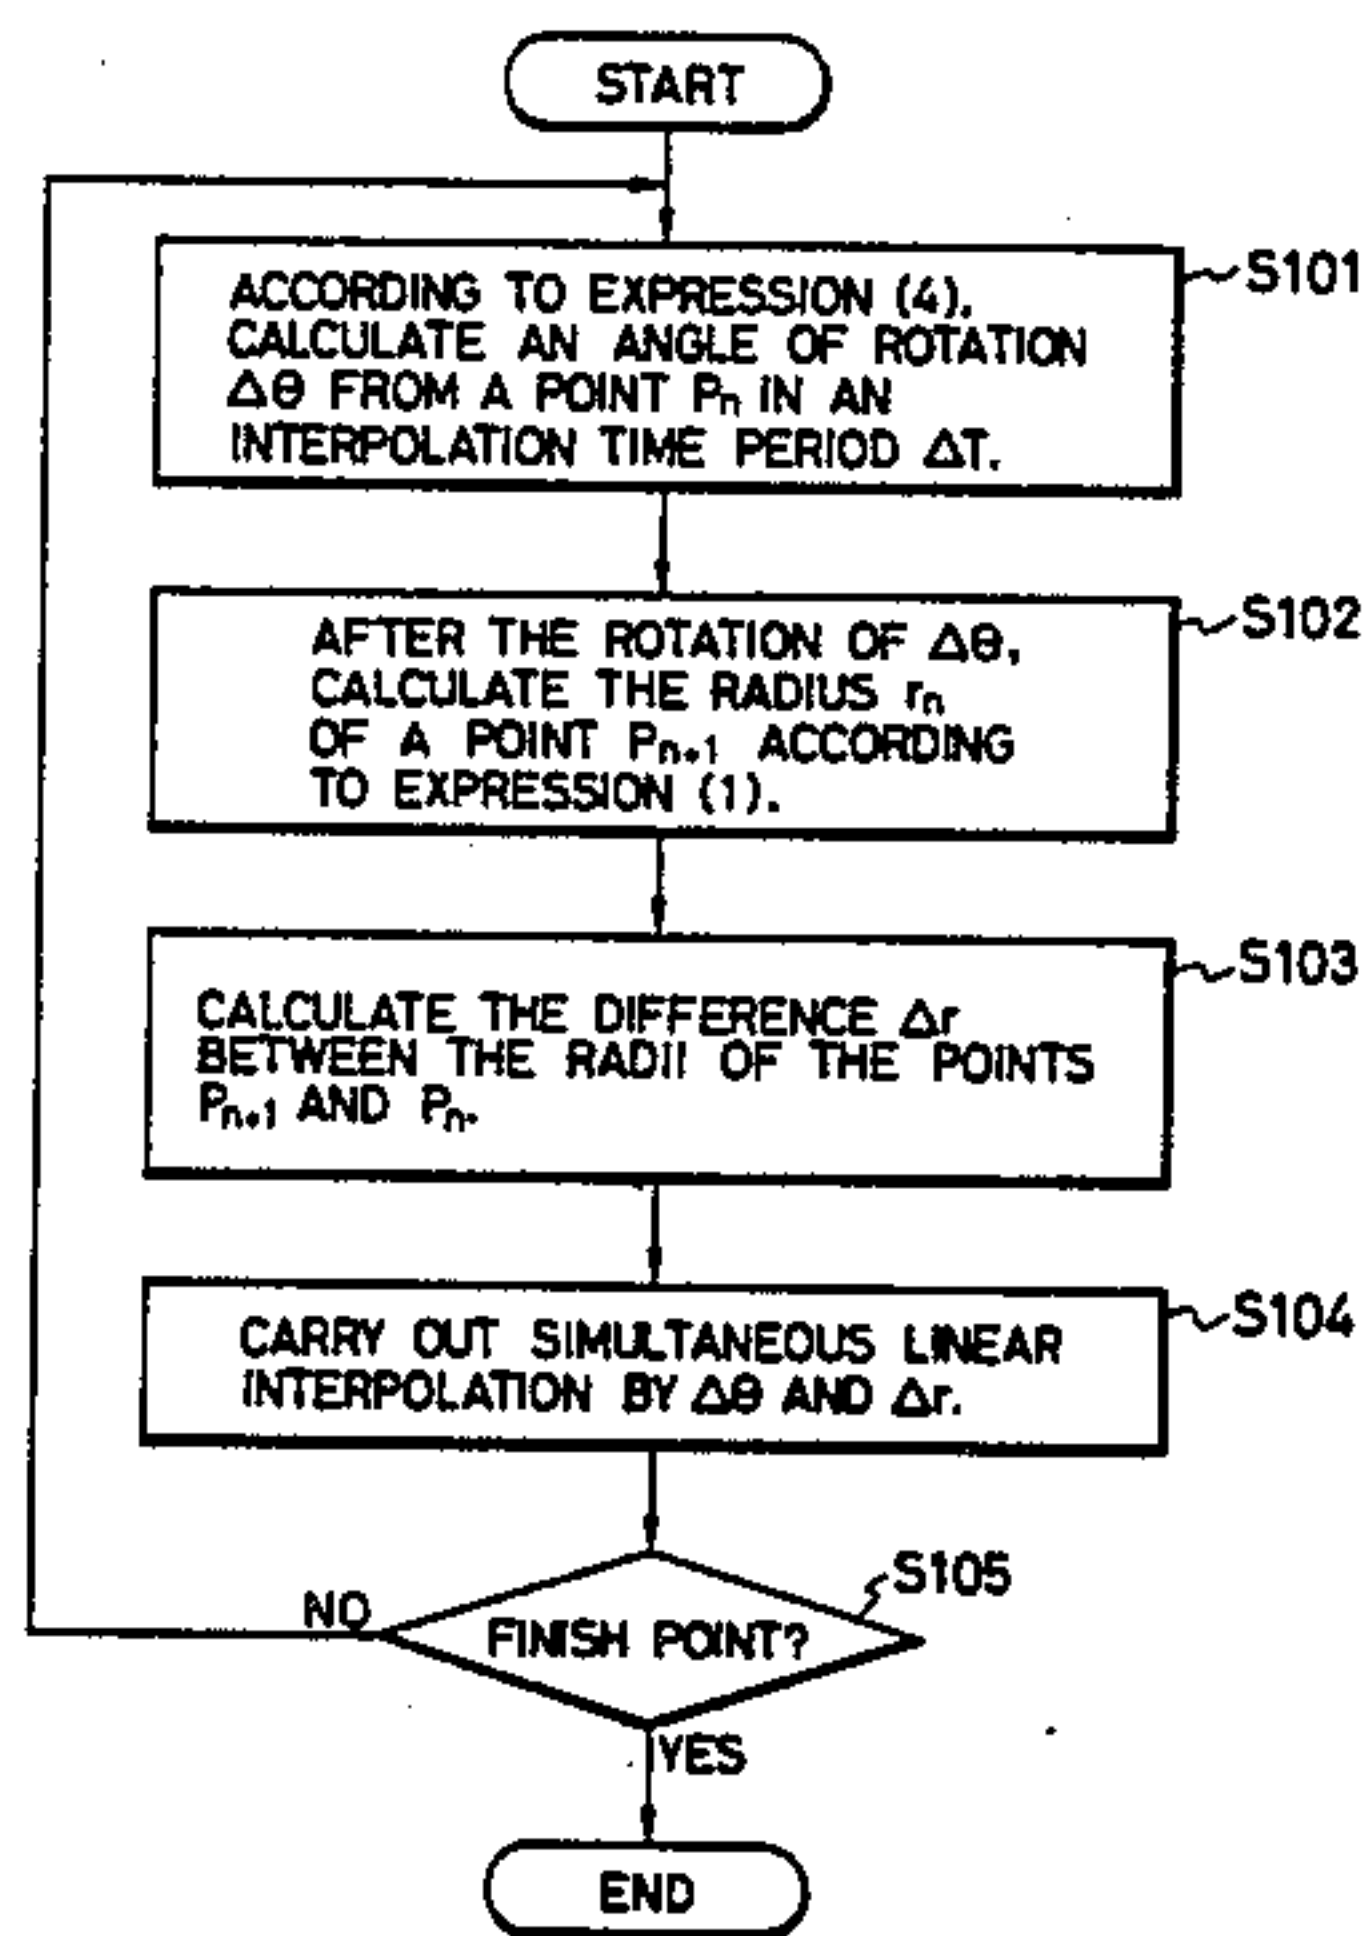 START
ACCORDING TO EXPRESSION (4),
CALCULATE AN ANGLE OF ROTATION
Δθ FROM A POINT Pn IN AN
INTERPOLATION TIME PERIOD ΔT.
S101
AFTER THE ROTATION OF Δθ,
CALCULATE THE RADIUS rn
OF A POINT Pn+1 ACCORDING
TO EXPRESSION (1).
S102
CALCULATE THE DIFFERENCE Δr
BETWEEN THE RADII OF THE POINTS
Pn+1 AND Pn.
S103
CARRY OUT SIMULTANEOUS LINEAR
INTERPOLATION BY Δθ AND Δr.
S104
FINISH POINT?
S105
NO
YES
END